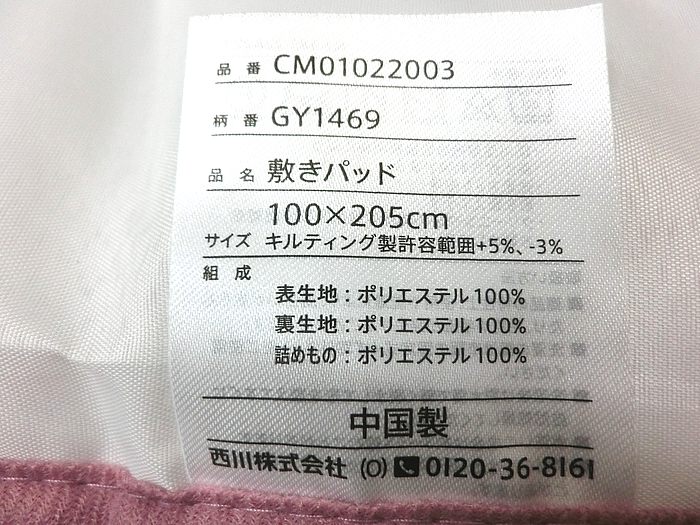 品番 CM01022003
柄番 GY1469
品名 敷きパッド
100×205cm
サイズ キルティング製許容範囲+5%、-3%
組成
表生地：ポリエステル100%
裏生地：ポリエステル100%
詰めもの：ポリエステル100%
中国製
西川株式会社 (O) 0120-36-8161